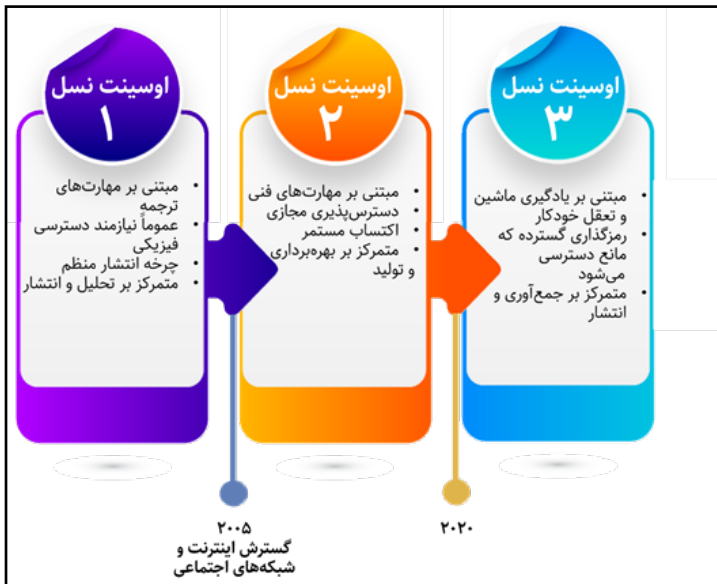 اوسینت نسل
۱
مبتنی بر مهارت‌های
ترجمه
عموماً نیازمند دسترسی
فیزیکی
چرخه انتشار منظم
متمرکز بر تحلیل و انتشار
اوسینت نسل
۲
مبتنی بر مهارت‌های فنی
دسترس‌پذیری مجازی
اکتساب مستمر
متمرکز بر بهره‌برداری
و تولید
اوسینت نسل
۳
مبتنی بر یادگیری ماشین
و تعقل خودکار
رمزگذاری گسترده که
مانع دسترسی
می‌شود
متمرکز بر جمع‌آوری و
انتشار
۲۰۰۵
گسترش اینترنت و
شبکه‌های اجتماعی
۲۰۲۰